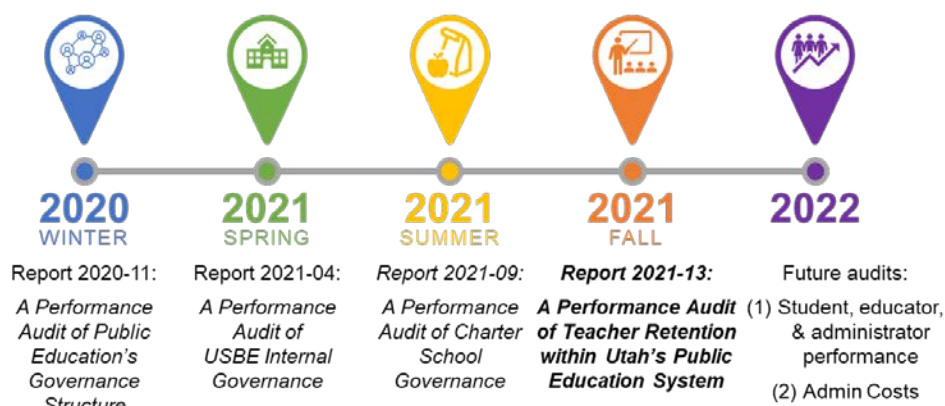 2020
WINTER
Report 2020-11:
A Performance
Audit of Public
Education's
Governance
Structure
2021
SPRING
Report 2021-04:
A Performance
Audit of
USBE Internal
Governance
2021
SUMMER
Report 2021-09:
A Performance
Audit of Charter
School
Governance
2021
FALL
Report 2021-13:
A Performance Audit
of Teacher Retention
within Utah's Public
Education System
2022
Future audits:
(1) Student, educator,
& administrator
performance
(2) Admin Costs